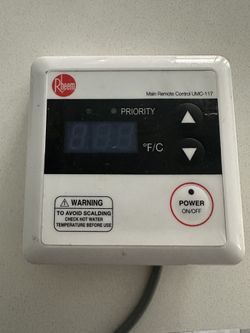 Rheem
Main Remote Control UMC-117
PRIORITY
°F/C
WARNING
TO AVOID SCALDING
CHECK HOT WATER
TEMPERATURE BEFORE USE
POWER
ON/OFF